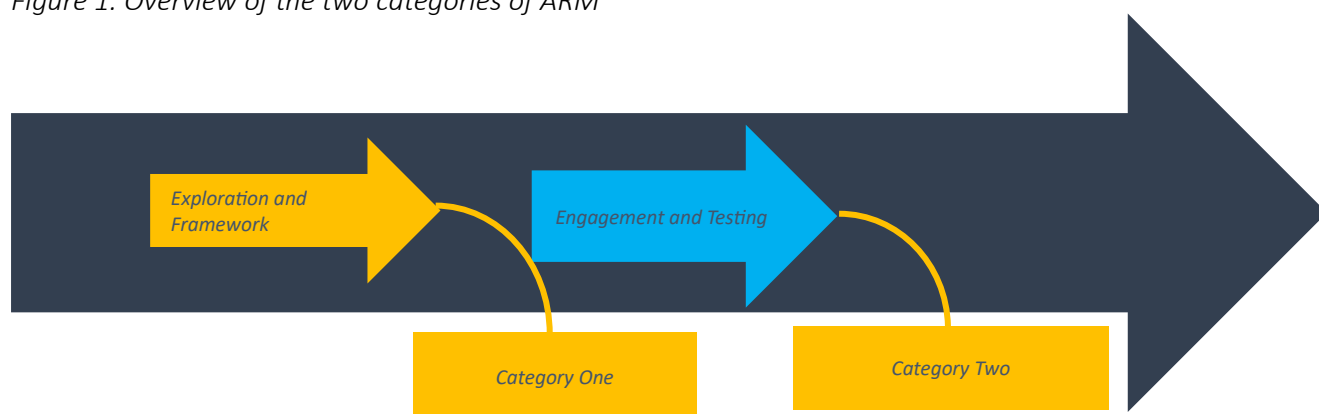 Figure 1. Overview of the two categories of ARM
Exploration and
Framework
Engagement and Testing
Category One
Category Two